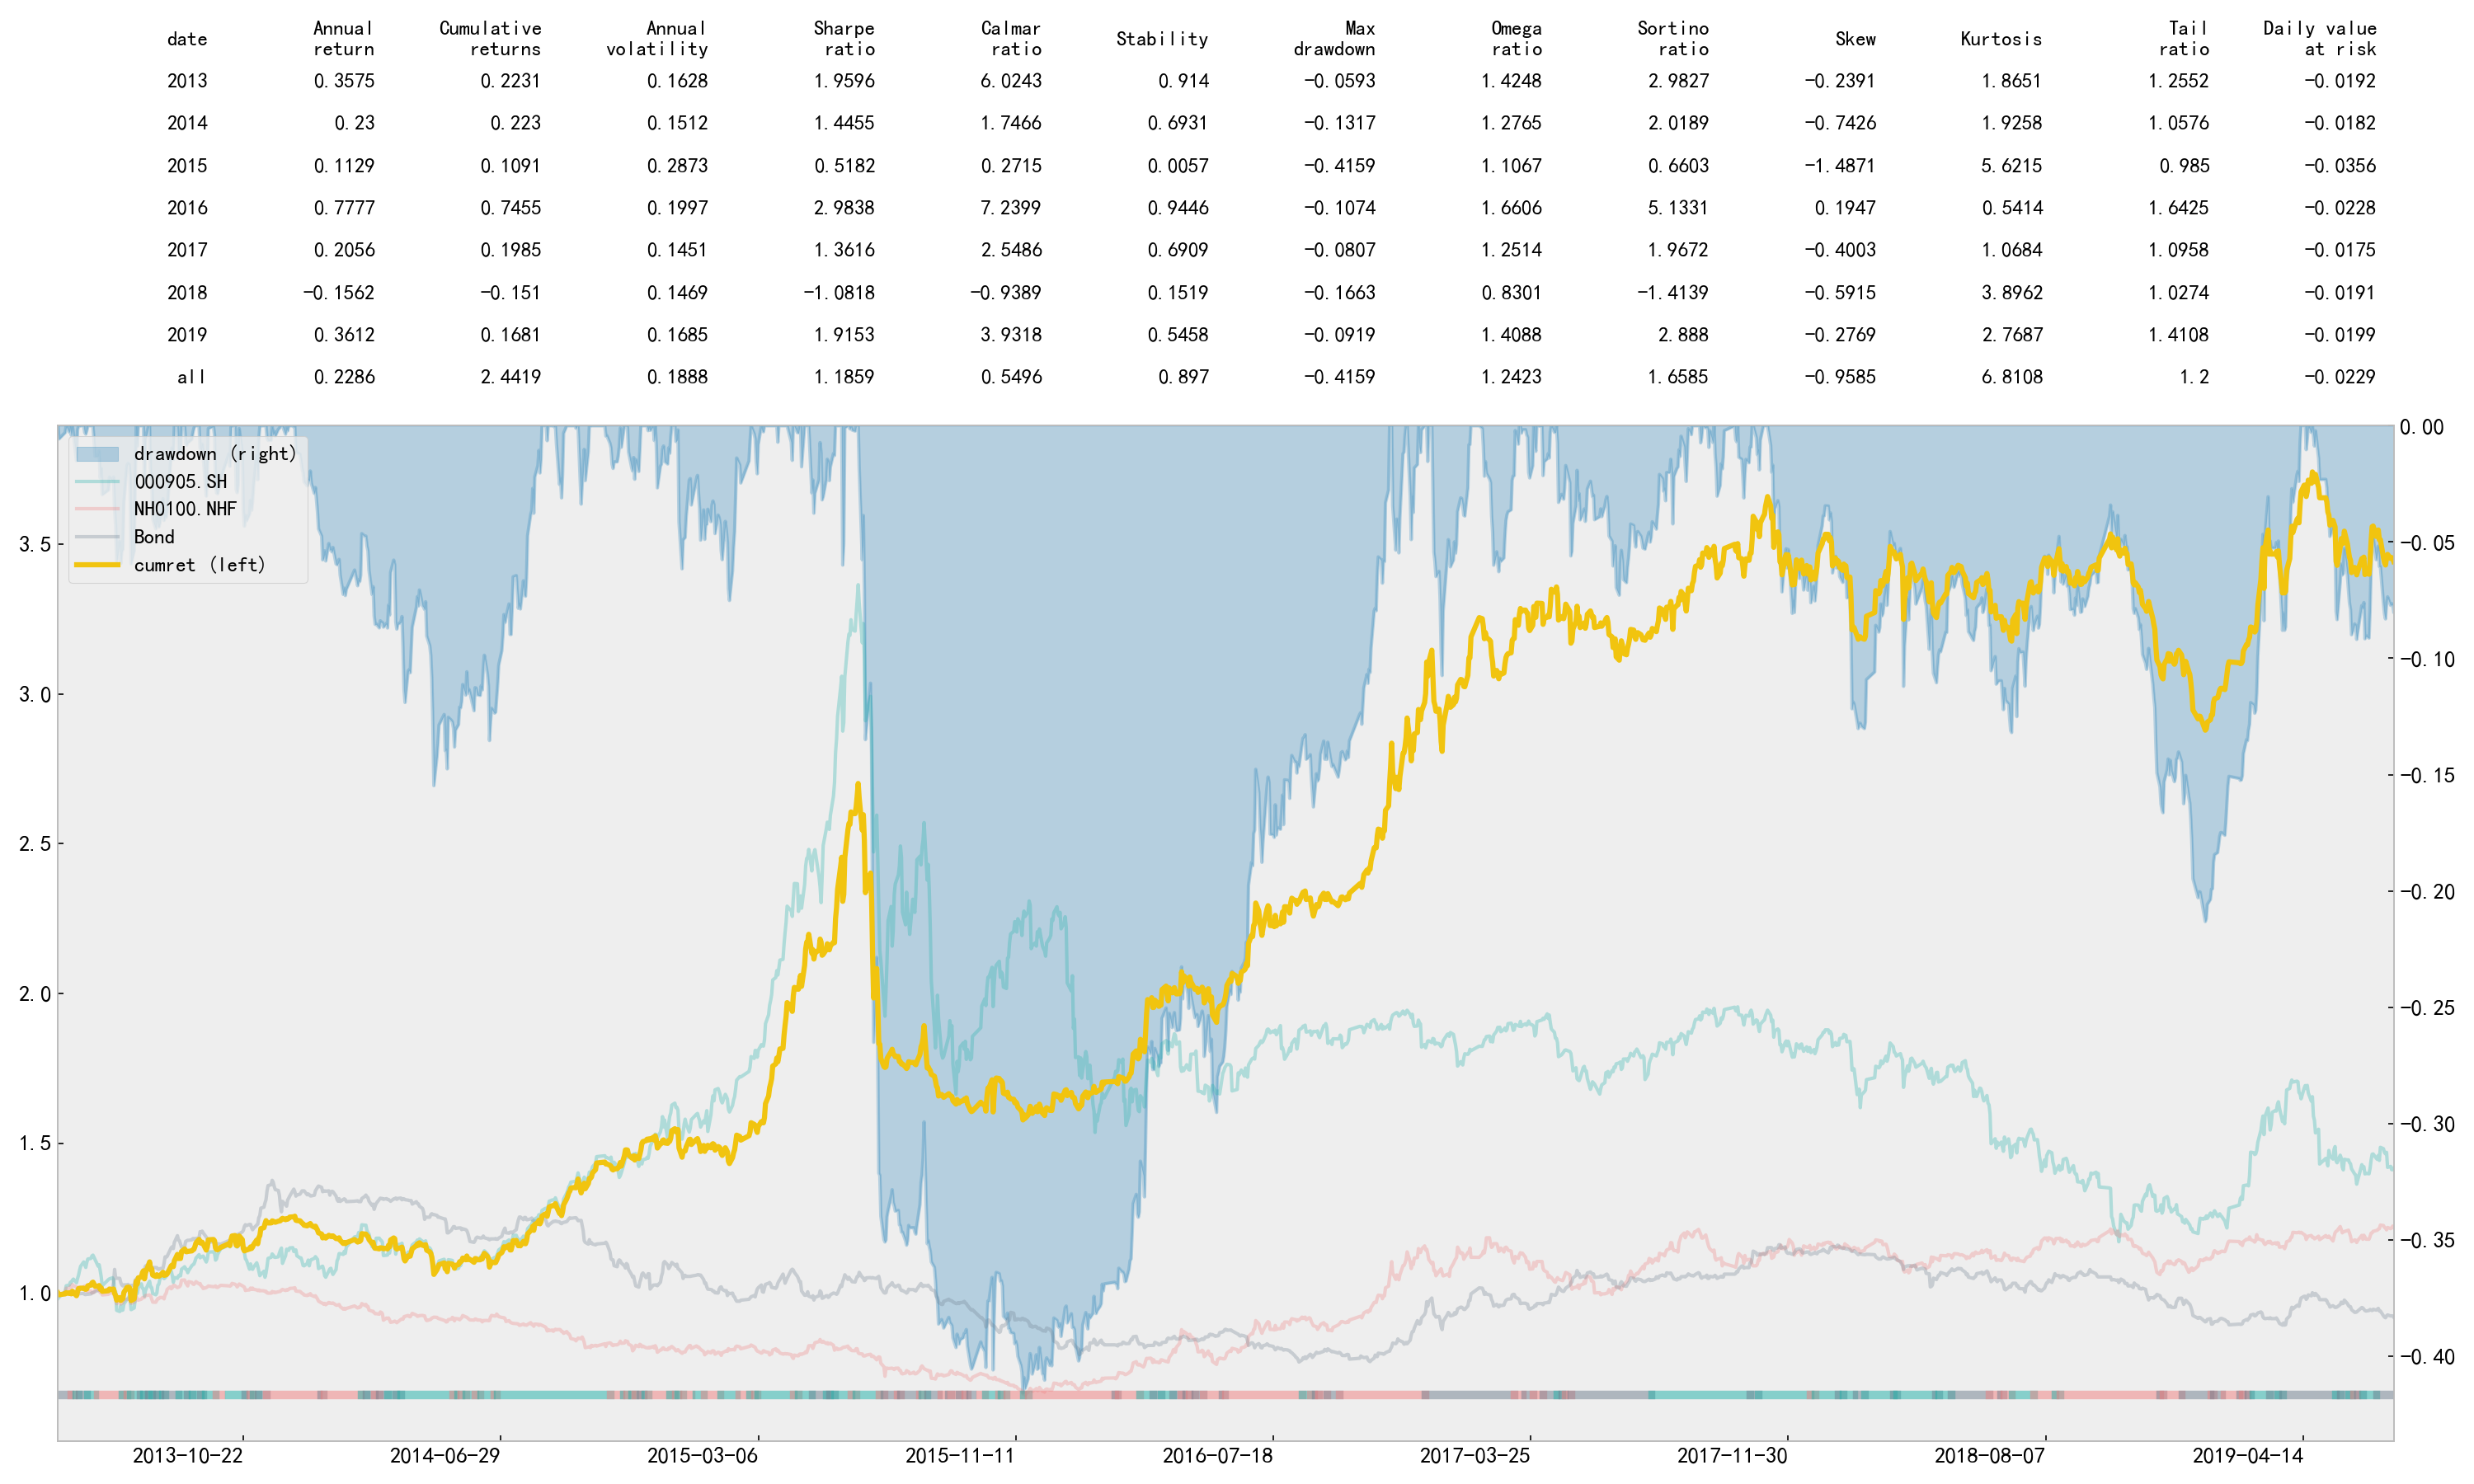 date Annual return Cumulative returns Annual volatility Sharpe ratio Calmar ratio Stability Max drawdown Omega ratio Sortino ratio Skew Kurtosis Tail ratio Daily value at risk
2013 0.3575 0.2231 0.1628 1.9596 6.0243 0.914 -0.0593 1.4248 2.9827 -0.2391 1.8651 1.2552 -0.0192
2014 0.23 0.223 0.1512 1.4455 1.7466 0.6931 -0.1317 1.2765 2.0189 -0.7426 1.9258 1.0576 -0.0182
2015 0.1129 0.1091 0.2873 0.5182 0.2715 0.0057 -0.4159 1.1067 0.6603 -1.4871 5.6215 0.985 -0.0356
2016 0.7777 0.7455 0.1997 2.9838 7.2399 0.9446 -0.1074 1.6606 5.1331 0.1947 0.5414 1.6425 -0.0228
2017 0.2056 0.1985 0.1451 1.3616 2.5486 0.6909 -0.0807 1.2514 1.9672 -0.4003 1.0684 1.0958 -0.0175
2018 -0.1562 -0.151 0.1469 -1.0818 -0.9389 0.1519 -0.1663 0.8301 -1.4139 -0.5915 3.8962 1.0274 -0.0191
2019 0.3612 0.1681 0.1685 1.9153 3.9318 0.5458 -0.0919 1.4088 2.888 -0.2769 2.7687 1.4108 -0.0199
all 0.2286 2.4419 0.1888 1.1859 0.5496 0.897 -0.4159 1.2423 1.6585 -0.9585 6.8108 1.2 -0.0229
drawdown (right)
000905.SH
NH0100.NHF
Bond
cumret (left)
3.5
3.0
2.5
2.0
1.5
1.0
0.00
-0.05
-0.10
-0.15
-0.20
-0.25
-0.30
-0.35
-0.40
2013-10-22 2014-06-29 2015-03-06 2015-11-11 2016-07-18 2017-03-25 2017-11-30 2018-08-07 2019-04-14